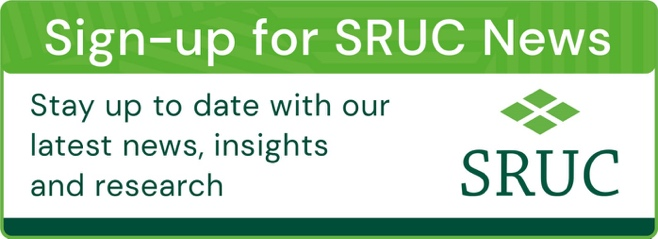 Sign-up for SRUC News
Stay up to date with our
latest news, insights
and research
SRUC